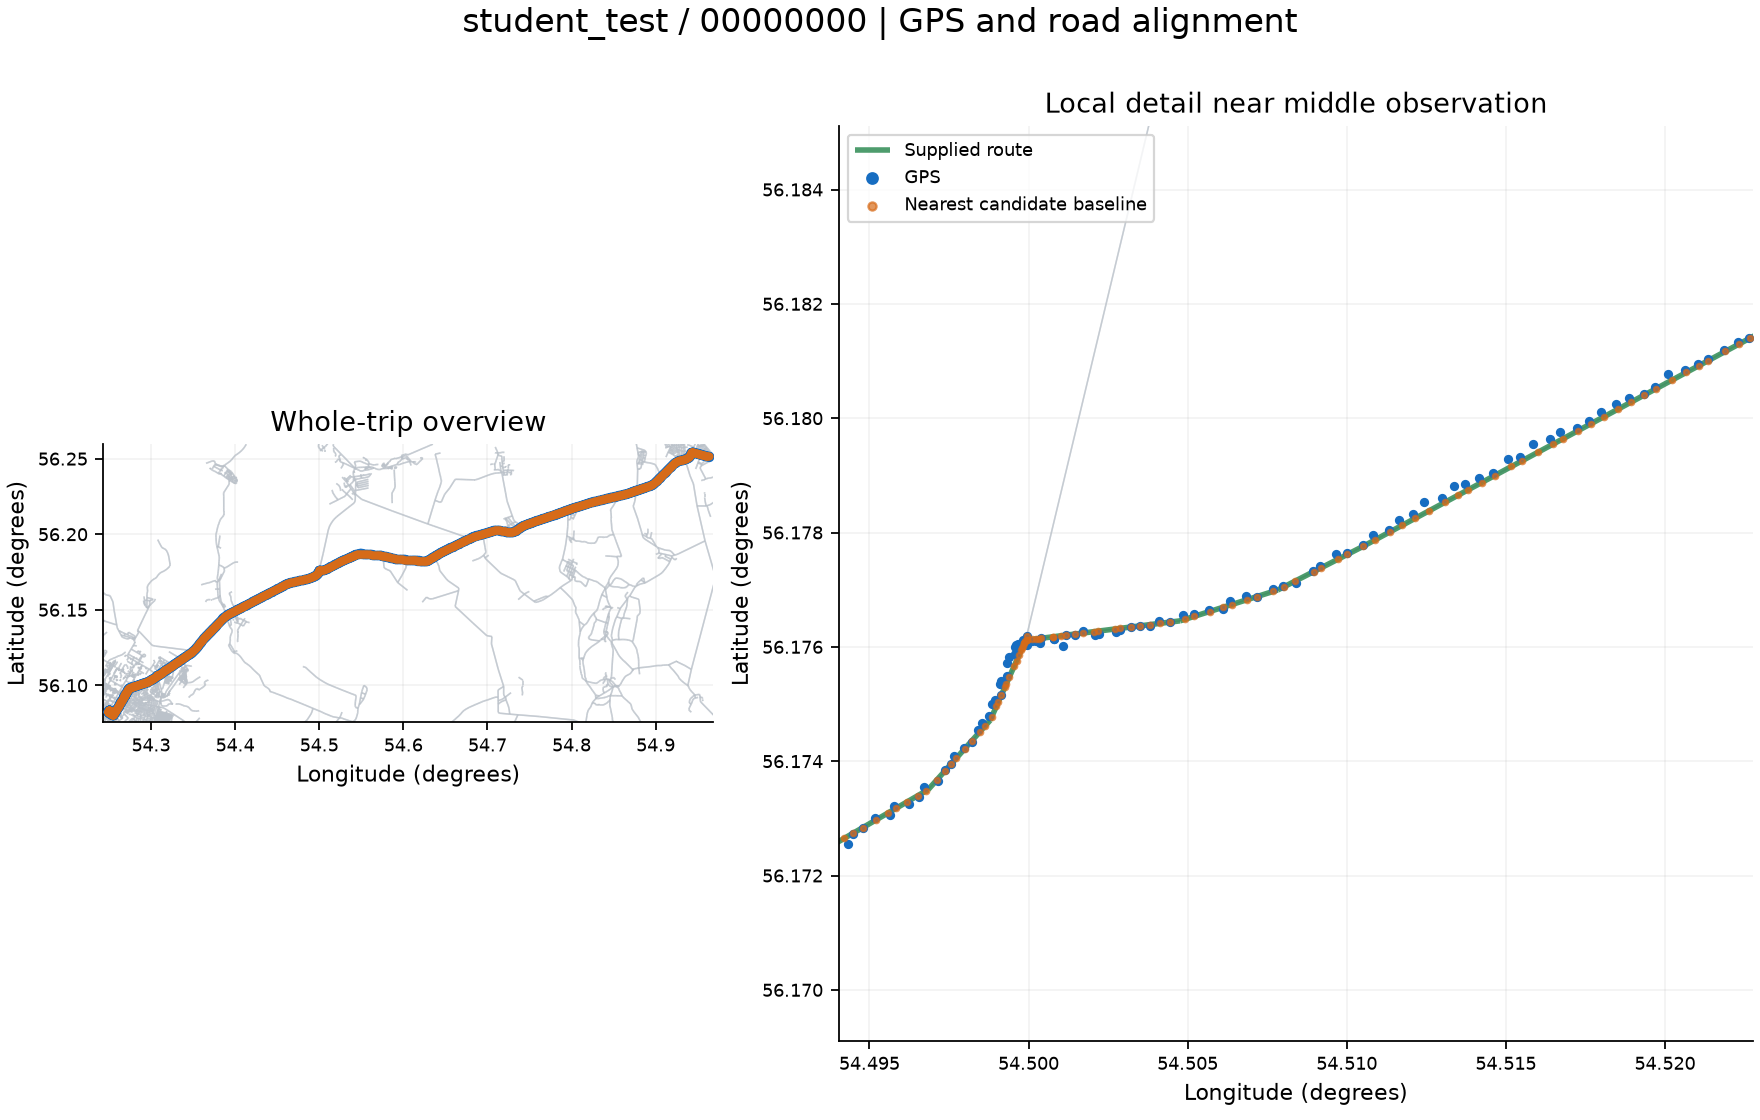 student_test / 00000000 | GPS and road alignment
Whole-trip overview
Latitude (degrees)
56.25
56.20
56.15
56.10
54.3 54.4 54.5 54.6 54.7 54.8 54.9
Longitude (degrees)
Local detail near middle observation
Supplied route
GPS
Nearest candidate baseline
Latitude (degrees)
56.184
56.182
56.180
56.178
56.176
56.174
56.172
56.170
54.495 54.500 54.505 54.510 54.515 54.520
Longitude (degrees)